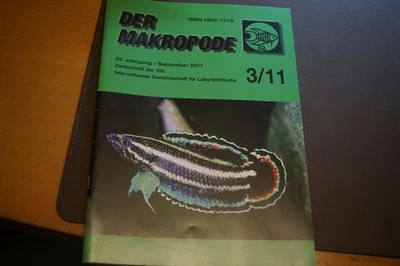 ISSN 0937-177X
DER
MAKROPODE
IGL
33. Jahrgang - September 2011
Zeitschrift der IGL
Internationale Gemeinschaft für Labyrinthfische
3/11